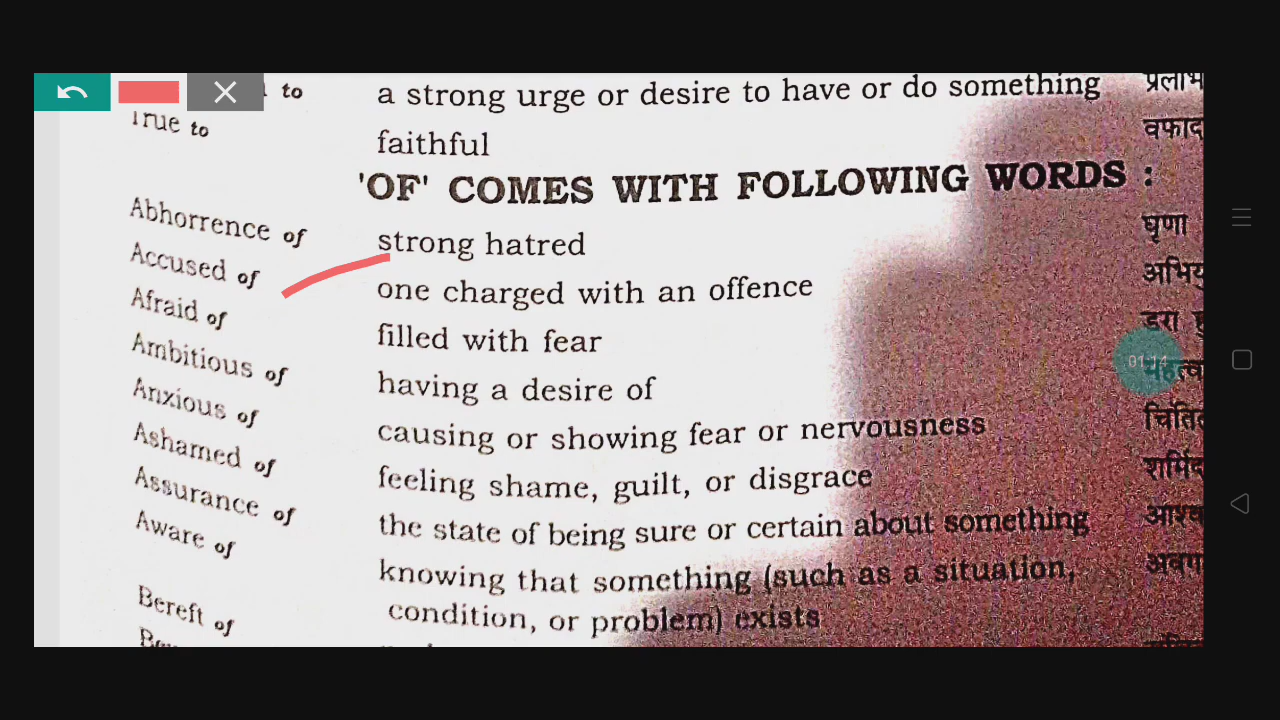 to a strong urge or desire to have or do something
True to faithful
'OF' COMES WITH FOLLOWING WORDS :
Abhorrence of strong hatred घृणा
Accused of one charged with an offence
Afraid of filled with fear डरा
Ambitious of having a desire of
Anxious of causing or showing fear or nervousness
Ashamed of feeling shame, guilt, or disgrace
Assurance of the state of being sure or certain about something
Aware of knowing that something (such as a situation,
condition, or problem) exists
Bereft of
01:14